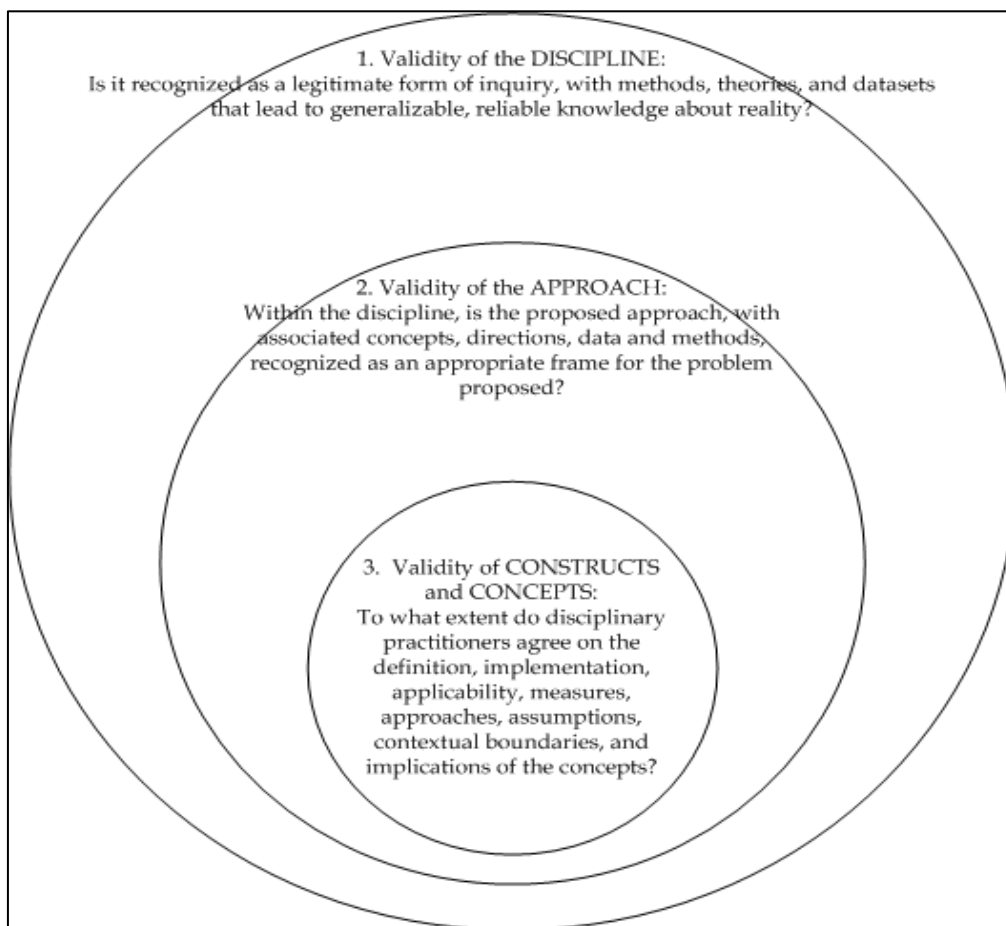 1. Validity of the DISCIPLINE:
Is it recognized as a legitimate form of inquiry, with methods, theories, and datasets
that lead to generalizable, reliable knowledge about reality?
2. Validity of the APPROACH:
Within the discipline, is the proposed approach, with
associated concepts, directions, data and methods,
recognized as an appropriate frame for the problem
proposed?
3. Validity of CONSTRUCTS
and CONCEPTS:
To what extent do disciplinary
practitioners agree on the
definition, implementation,
applicability, measures,
approaches, assumptions,
contextual boundaries, and
implications of the concepts?